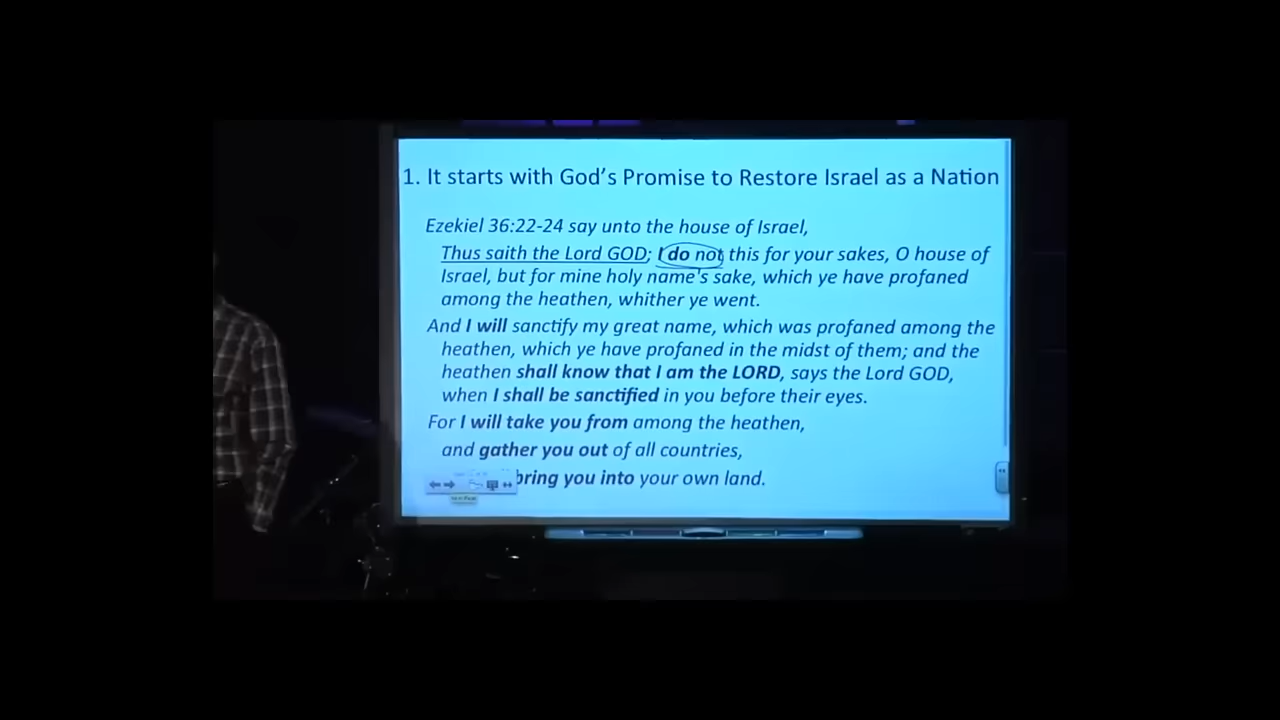 1. It starts with God's Promise to Restore Israel as a Nation
Ezekiel 36:22-24 say unto the house of Israel,
Thus saith the Lord GOD; I do not this for your sakes, O house of
Israel, but for mine holy name's sake, which ye have profaned
among the heathen, whither ye went.
And I will sanctify my great name, which was profaned among the
heathen, which ye have profaned in the midst of them; and the
heathen shall know that I am the LORD, says the Lord GOD,
when I shall be sanctified in you before their eyes.
For I will take you from among the heathen,
and gather you out of all countries,
bring you into your own land.